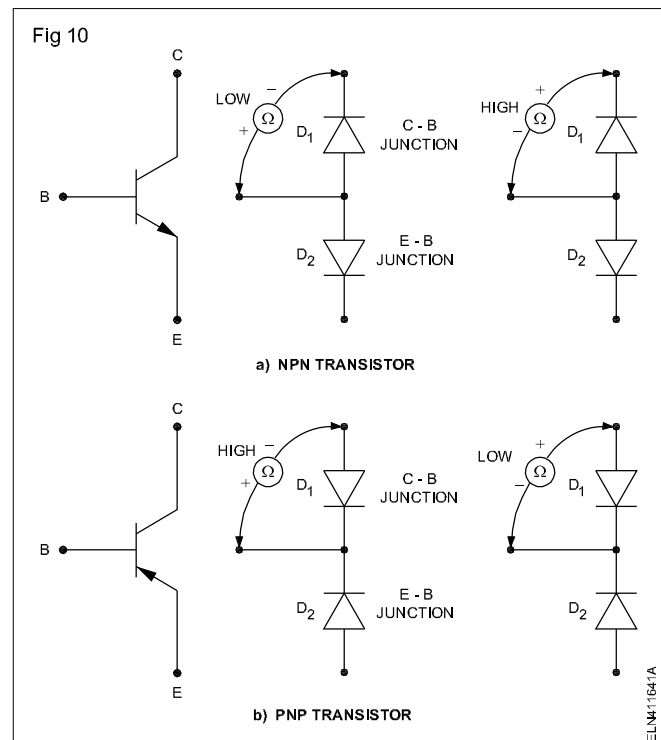 Fig 10
C
B
E
LOW
–
+
Ω
D1
C - B
JUNCTION
D2
E - B
JUNCTION
HIGH
+
–
Ω
D1
D2
a) NPN TRANSISTOR
C
B
E
HIGH
–
+
Ω
D1
C - B
JUNCTION
D2
E - B
JUNCTION
LOW
+
–
Ω
D1
D2
b) PNP TRANSISTOR
ELN411641A